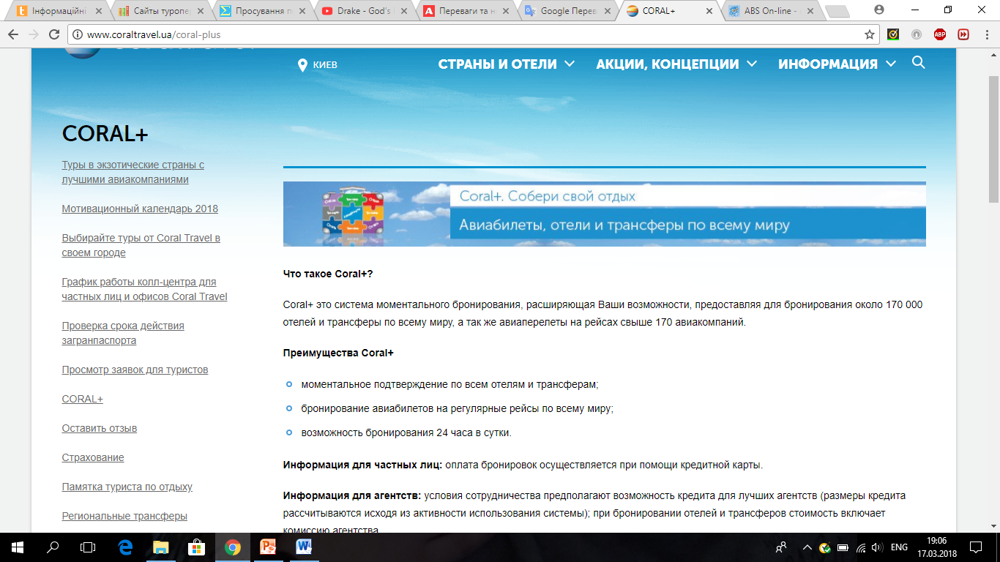 Інформаційні
Сайты туропе
Просування п
Drake - God's
Переваги та н
Google Перев
CORAL+
ABS On-line -
www.coraltravel.ua/coral-plus
ABP
КИЕВ
СТРАНЫ И ОТЕЛИ
АКЦИИ, КОНЦЕПЦИИ
ИНФОРМАЦИЯ
CORAL+
Туры в экзотические страны с
лучшими авиакомпаниями
Мотивационный календарь 2018
Выбирайте туры от Coral Travel в
своем городе
График работы колл-центра для
частных лиц и офисов Coral Travel
Проверка срока действия
загранпаспорта
Просмотр заявок для туристов
CORAL+
Оставить отзыв
Страхование
Памятка туриста по отдыху
Региональные трансферы
Coral+. Собери свой отдых
Авиабилеты, отели и трансферы по всему миру
Что такое Coral+?
Coral+ это система моментального бронирования, расширяющая Ваши возможности, предоставляя для бронирования около 170 000
отелей и трансферы по всему миру, а так же авиаперелеты на рейсах свыше 170 авиакомпаний.
Преимущества Coral+
моментальное подтверждение по всем отелям и трансферам;
бронирование авиабилетов на регулярные рейсы по всему миру;
возможность бронирования 24 часа в сутки.
Информация для частных лиц: оплата бронировок осуществляется при помощи кредитной карты.
Информация для агентств: условия сотрудничества предполагают возможность кредита для лучших агентств (размеры кредита
рассчитываются исходя из активности использования системы); при бронировании отелей и трансферов стоимость включает
комиссию агентства.
ENG
19:06
17.03.2018